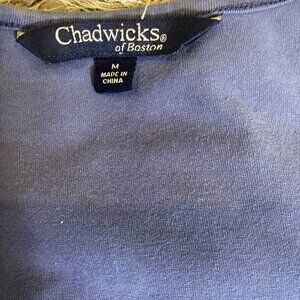 Chadwicks®
of Boston
M
MADE IN
CHINA